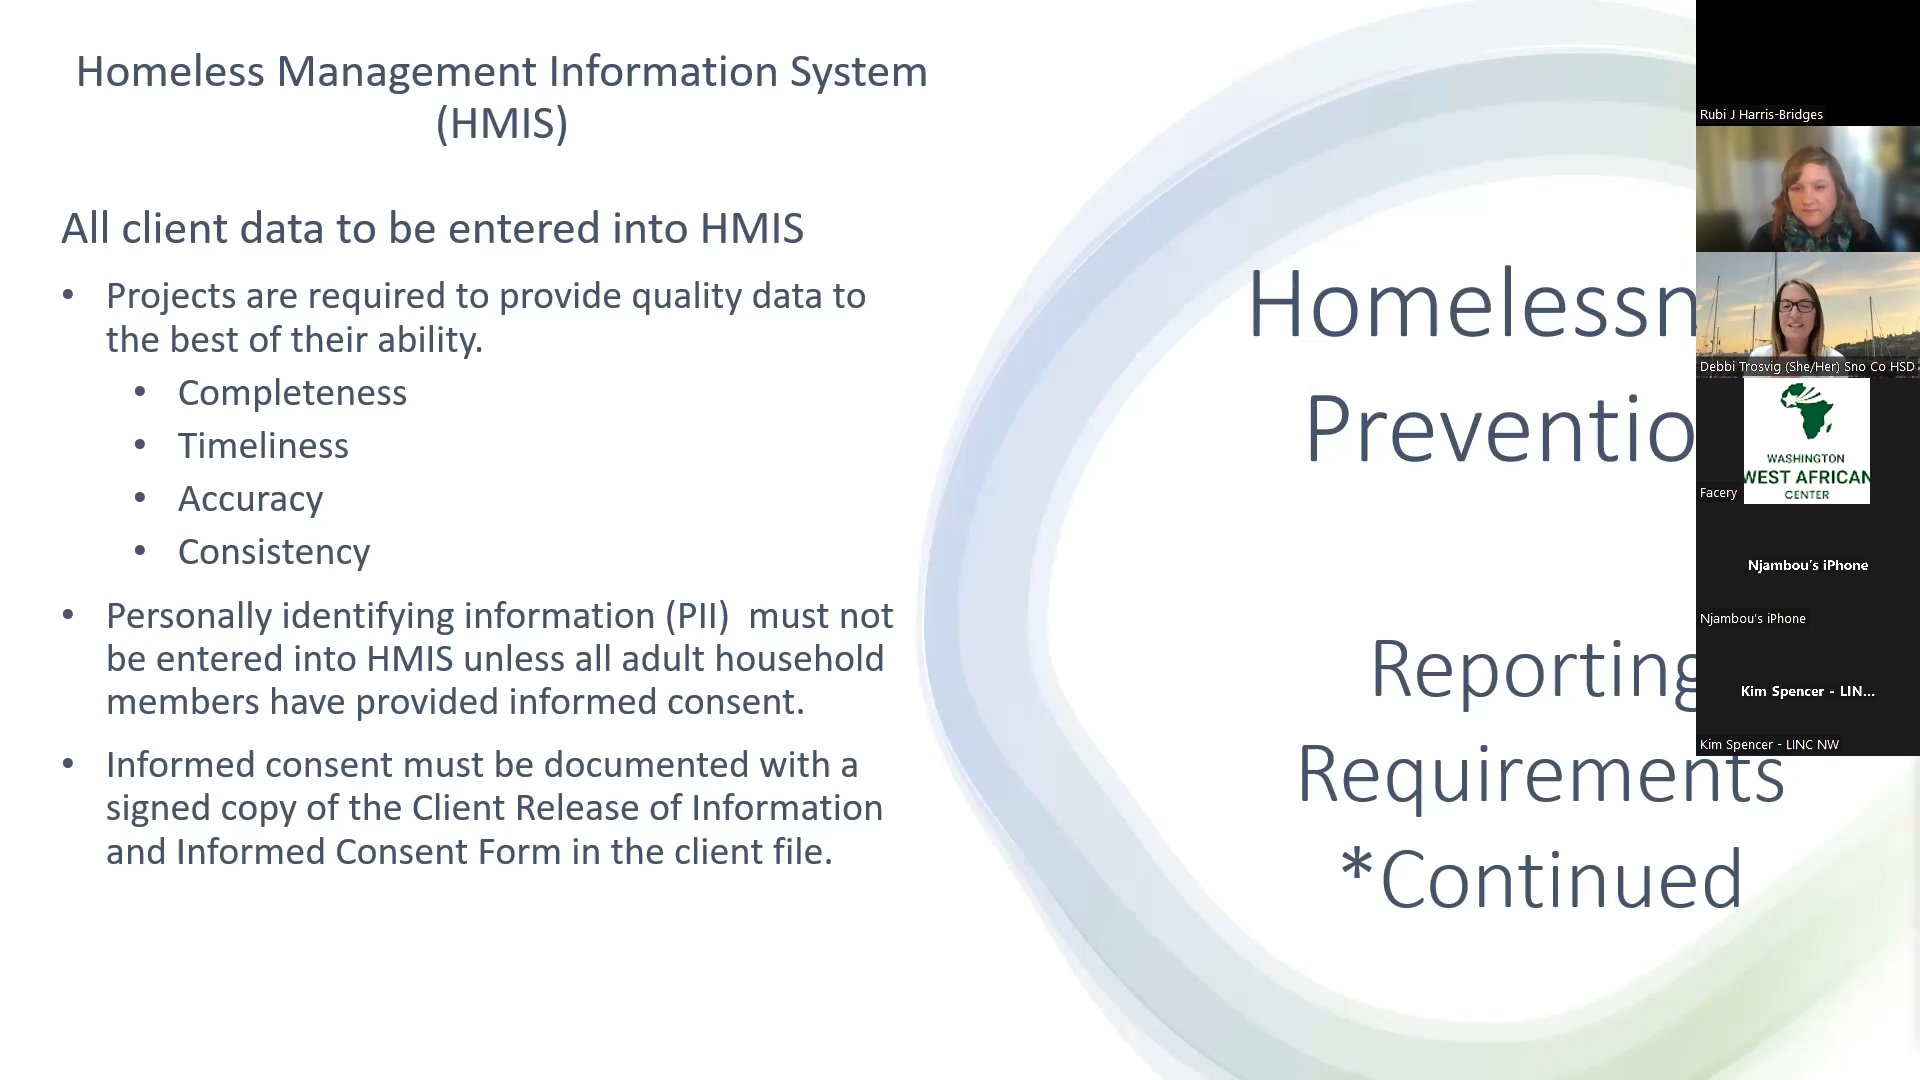 Homeless Management Information System
(HMIS)
All client data to be entered into HMIS
• Projects are required to provide quality data to
the best of their ability.
• Completeness
• Timeliness
• Accuracy
• Consistency
• Personally identifying information (PII)  must not
be entered into HMIS unless all adult household
members have provided informed consent.
• Informed consent must be documented with a
signed copy of the Client Release of Information
and Informed Consent Form in the client file.
Homelessn
Preventio
Reporting
Requirements
*Continued
Rubi J Harris-Bridges
Debbi Trosvig (She/Her) Sno Co HSD
WASHINGTON
WEST AFRICAN
CENTER
Facery
Njambou's iPhone
Njambou's iPhone
Kim Spencer - LIN...
Kim Spencer - LINC NW